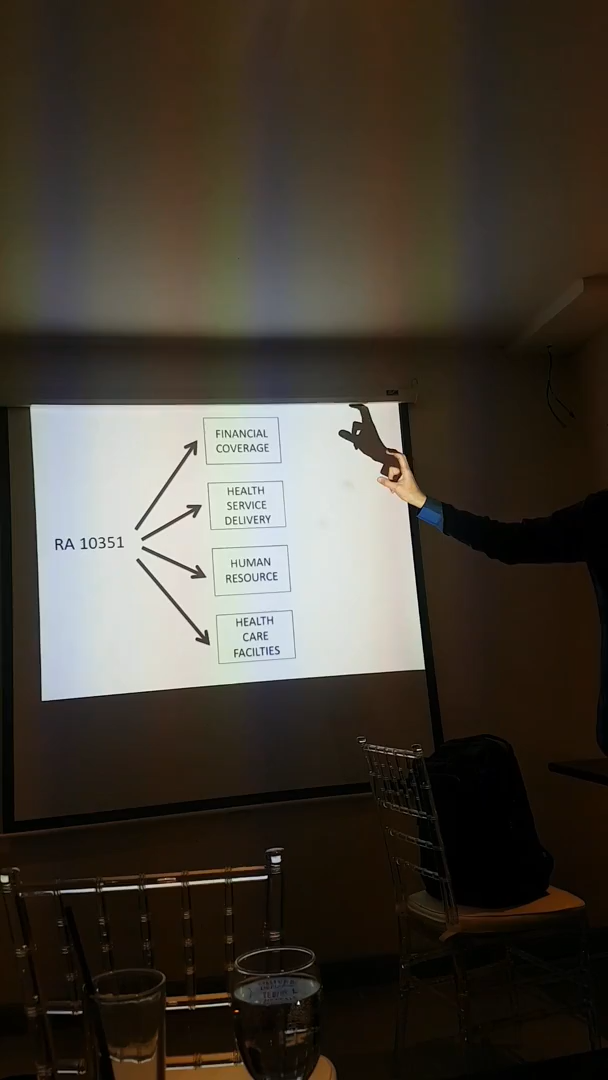 FINANCIAL
COVERAGE
HEALTH
SERVICE
DELIVERY
RA 10351
HUMAN
RESOURCE
HEALTH
CARE
FACILTIES